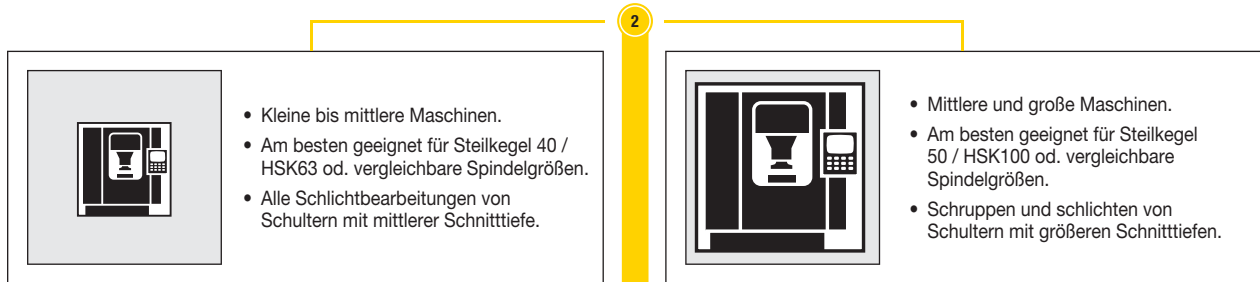 2
• Kleine bis mittlere Maschinen.
• Am besten geeignet für Steilkegel 40 /
HSK63 od. vergleichbare Spindelgrößen.
• Alle Schlichtbearbeitungen von
Schultern mit mittlerer Schnitttiefe.
• Mittlere und große Maschinen.
• Am besten geeignet für Steilkegel
50 / HSK100 od. vergleichbare
Spindelgrößen.
• Schruppen und schlichten von
Schultern mit größeren Schnitttiefen.